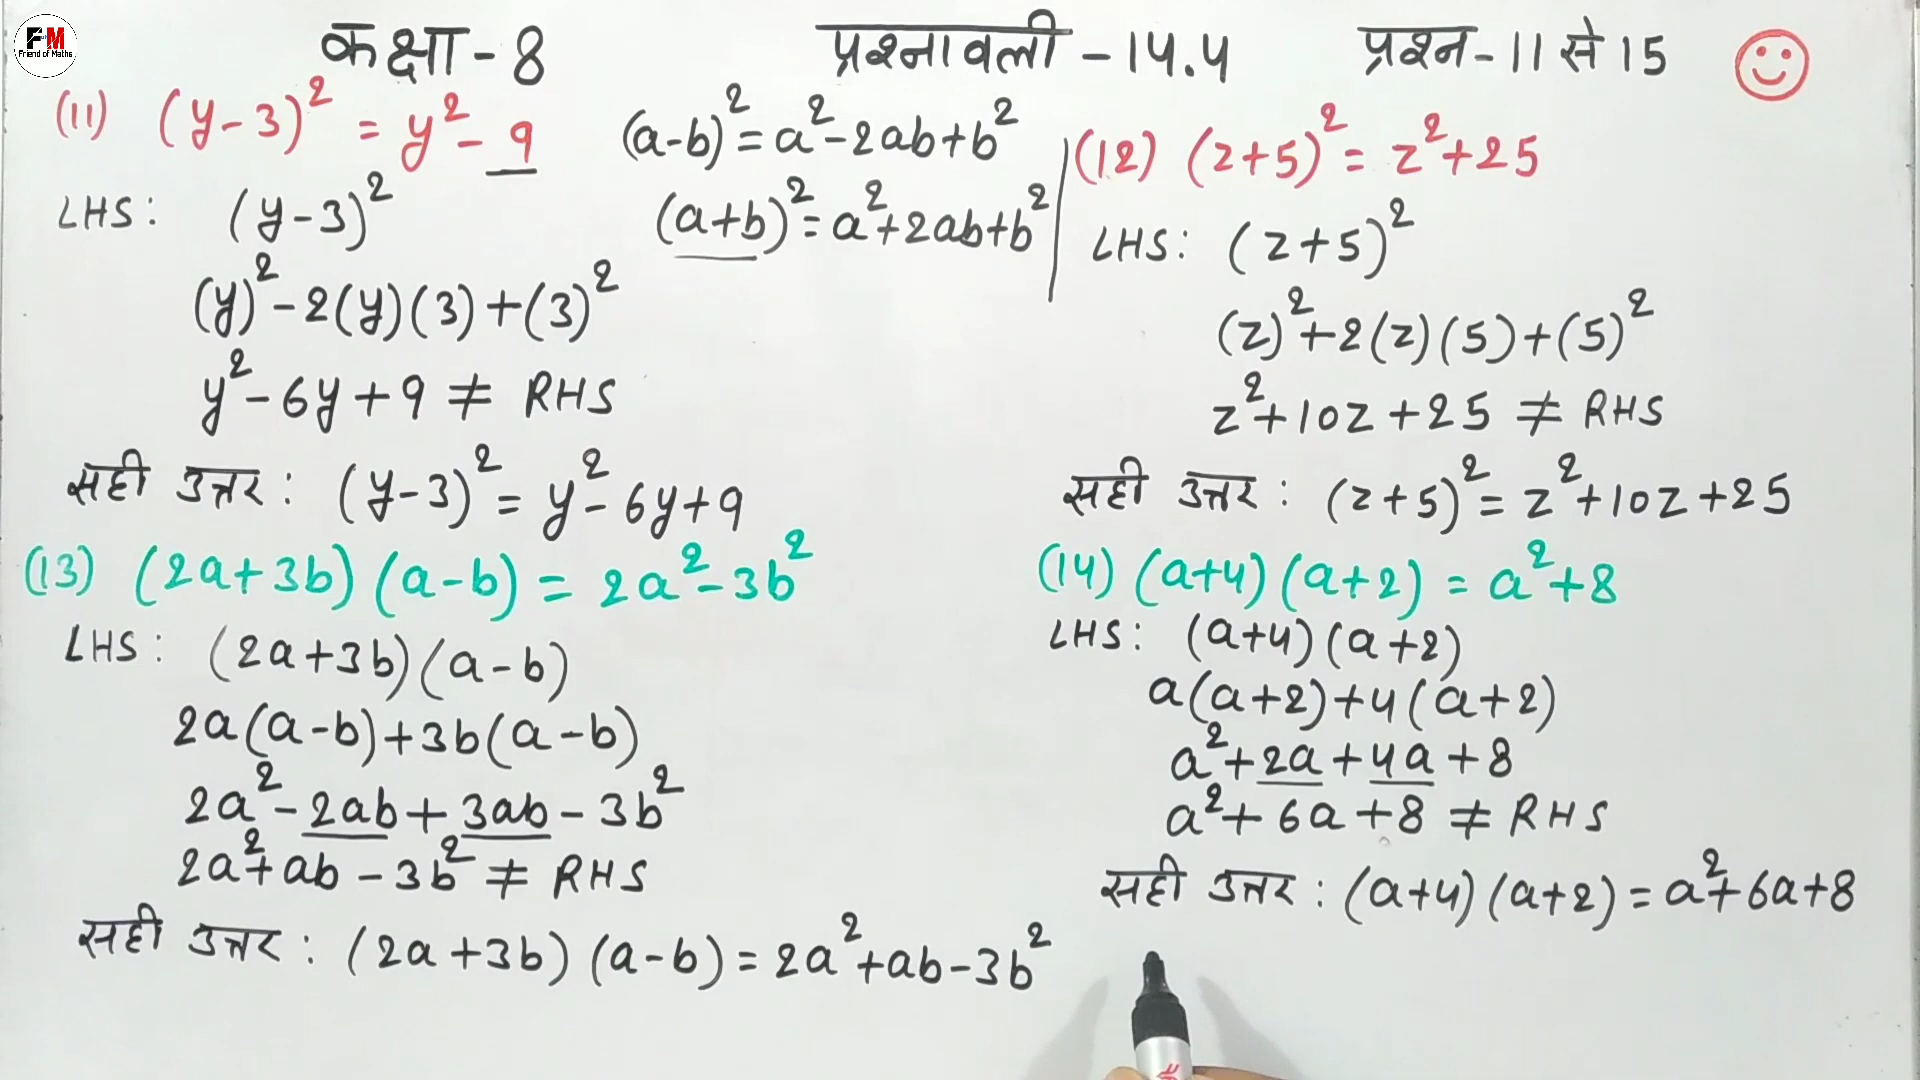 FM
Friend of Maths
कक्षा - 8 प्रश्नावली - 14.4 प्रश्न - 11 से 15
(11) (y-3)² = y² - 9
LHS: (y-3)²
(y)² - 2(y)(3) + (3)²
y² - 6y + 9 ≠ RHS
सही उत्तर : (y-3)² = y² - 6y + 9
(a-b)² = a² - 2ab + b²
(a+b)² = a² + 2ab + b²
(12) (z+5)² = z² + 25
LHS: (z+5)²
(z)² + 2(z)(5) + (5)²
z² + 10z + 25 ≠ RHS
सही उत्तर : (z+5)² = z² + 10z + 25
(13) (2a+3b)(a-b) = 2a² - 3b²
LHS: (2a+3b)(a-b)
2a(a-b) + 3b(a-b)
2a² - 2ab + 3ab - 3b²
2a² + ab - 3b² ≠ RHS
सही उत्तर : (2a+3b)(a-b) = 2a² + ab - 3b²
(14) (a+4)(a+2) = a² + 8
LHS: (a+4)(a+2)
a(a+2) + 4(a+2)
a² + 2a + 4a + 8
a² + 6a + 8 ≠ RHS
सही उत्तर : (a+4)(a+2) = a² + 6a + 8